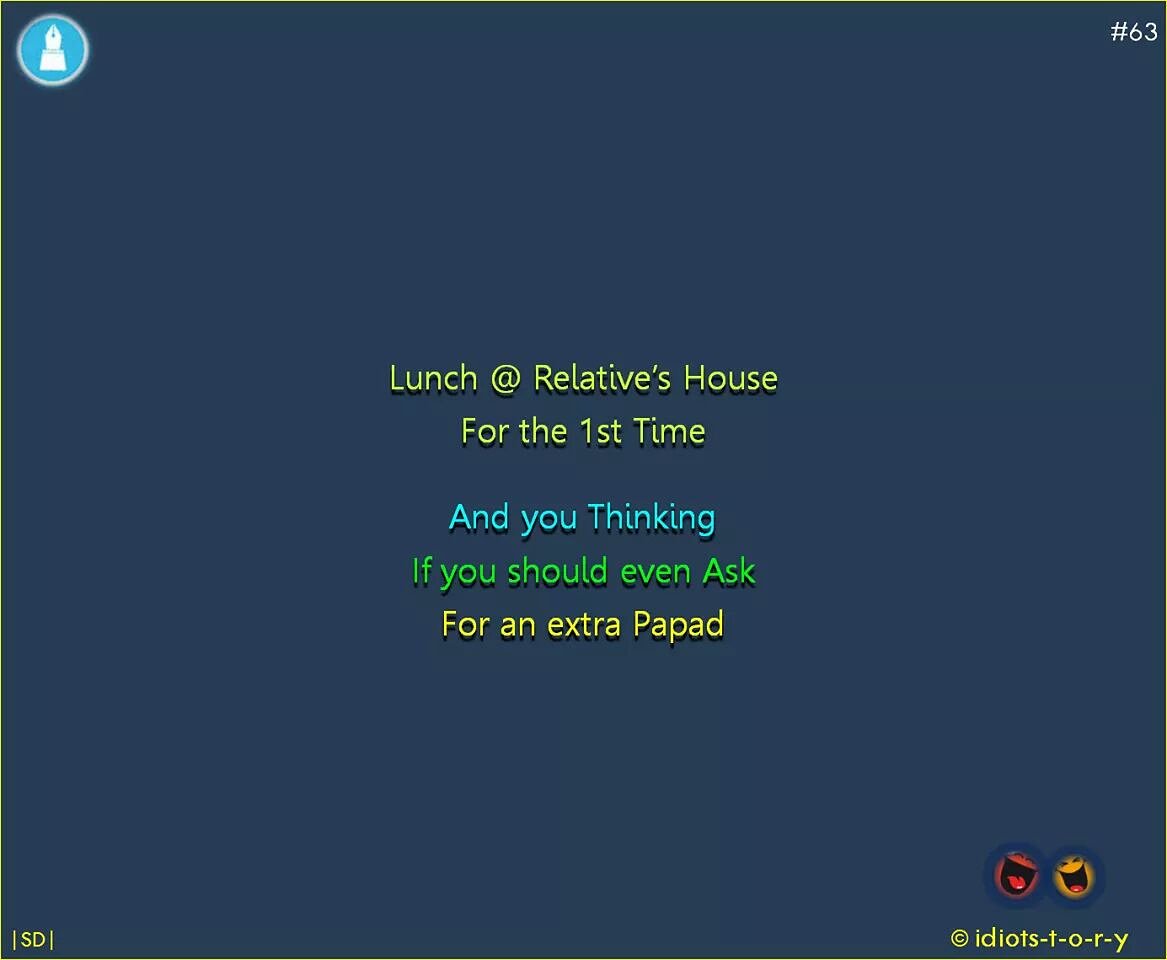 #63
Lunch @ Relative’s House
For the 1st Time
And you Thinking
If you should even Ask
For an extra Papad
|SD|
© idiots-t-o-r-y